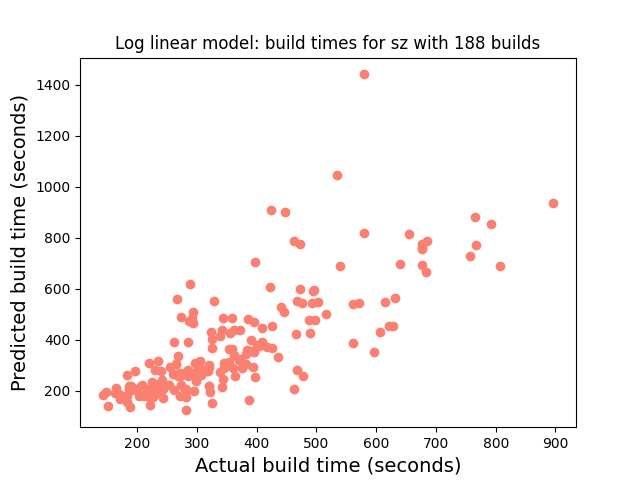 Log linear model: build times for sz with 188 builds
1400
1200
1000
800
600
400
200
Predicted build time (seconds)
200 300 400 500 600 700 800 900
Actual build time (seconds)